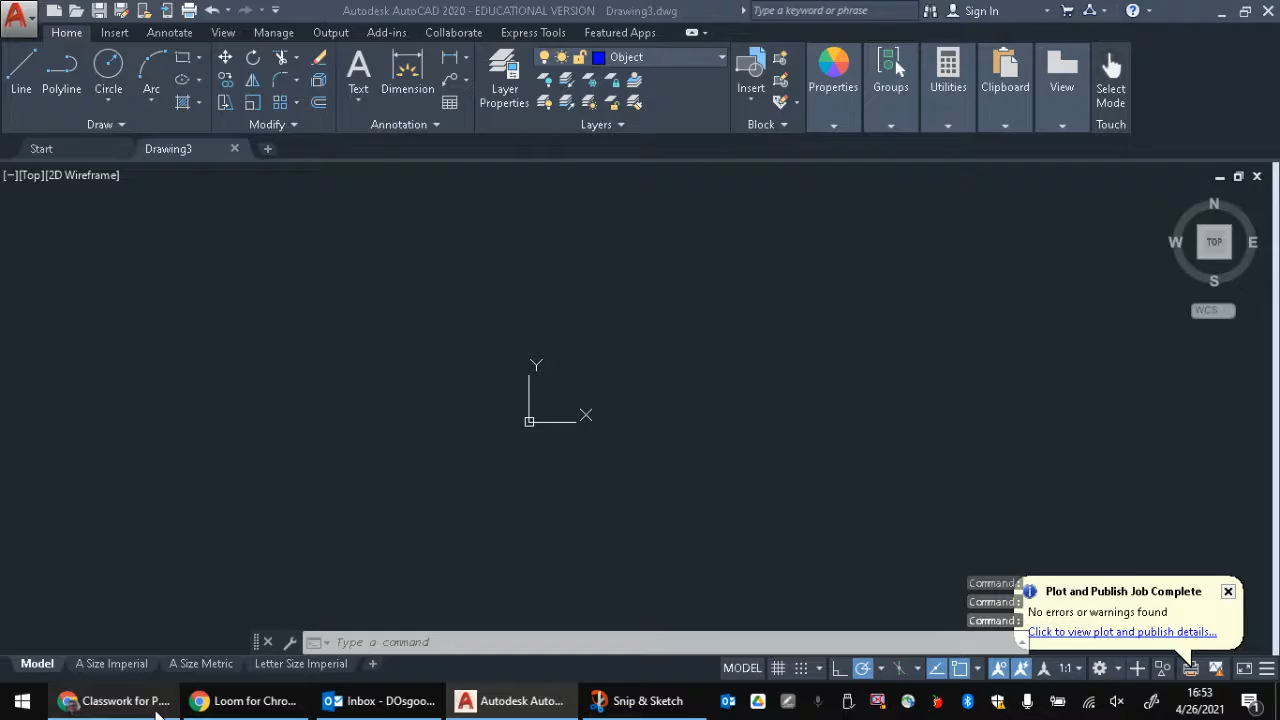 Autodesk AutoCAD 2020 - EDUCATIONAL VERSION Drawing3.dwg
Type a keyword or phrase
Sign In
Home Insert Annotate View Manage Output Add-ins Collaborate Express Tools Featured Apps
Line Polyline Circle Arc
Text Dimension
Layer Properties
Object
Insert Properties Groups Utilities Clipboard View
Select Mode
Draw Modify Annotation Layers Block Touch
Start Drawing3
[−][Top][2D Wireframe]
N
W TOP E
S
WCS
Y
X
Command:
Command:
Command:
Plot and Publish Job Complete
No errors or warnings found
Click to view plot and publish details...
Type a command
Model A Size Imperial A Size Metric Letter Size Imperial
MODEL 1:1
Classwork for P... Loom for Chro... Inbox - DOsgoo... Autodesk Auto... Snip & Sketch
16:53
4/26/2021
1